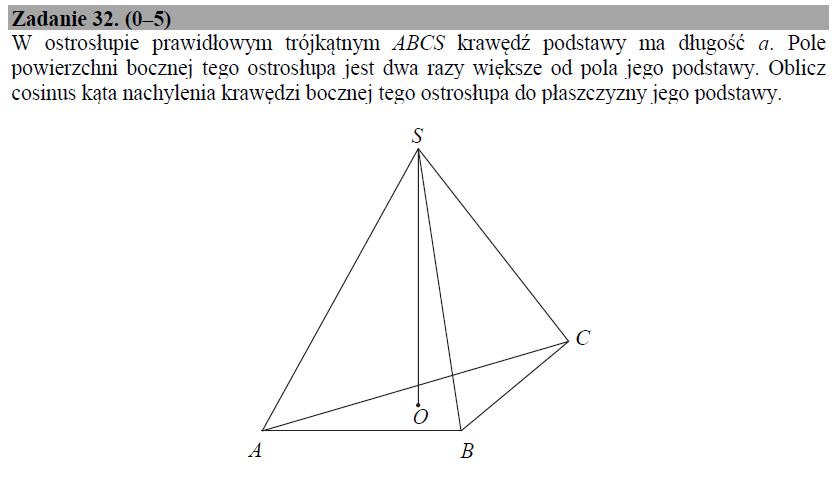 Zadanie 32. (0–5)
W ostrosłupie prawidłowym trójkątnym ABCS krawędź podstawy ma długość a. Pole
powierzchni bocznej tego ostrosłupa jest dwa razy większe od pola jego podstawy. Oblicz
cosinus kąta nachylenia krawędzi bocznej tego ostrosłupa do płaszczyzny jego podstawy.
S
C
O
A
B